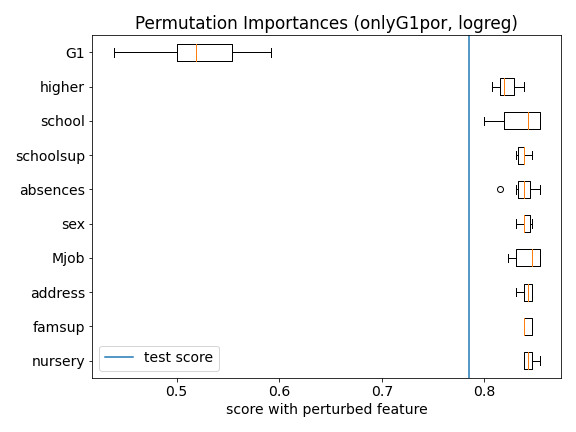 Permutation Importances (onlyG1por, logreg)
G1
higher
school
schoolsup
absences
sex
Mjob
address
famsup
nursery
test score
0.5 0.6 0.7 0.8
score with perturbed feature